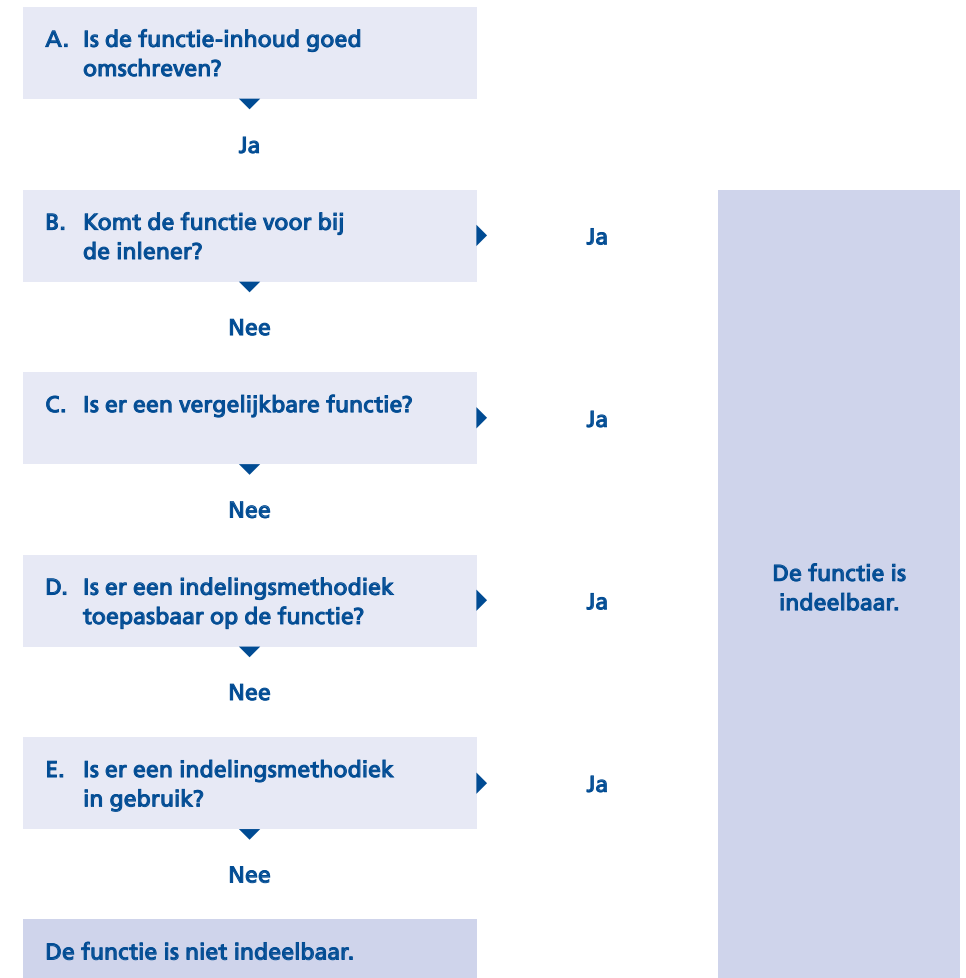 A. Is de functie-inhoud goed
omschreven?
Ja
B. Komt de functie voor bij
de inlener?
Ja
Nee
C. Is er een vergelijkbare functie?
Ja
Nee
D. Is er een indelingsmethodiek
toepasbaar op de functie?
Ja
Nee
E. Is er een indelingsmethodiek
in gebruik?
Ja
Nee
De functie is niet indeelbaar.
De functie is
indeelbaar.